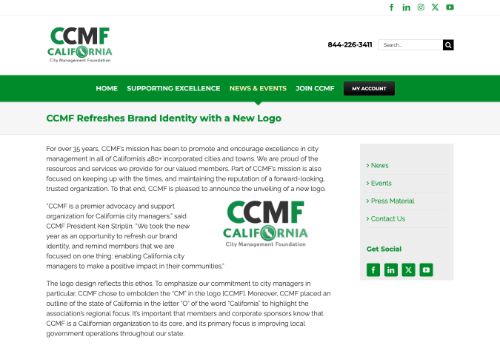 CCMF
CALIFORNIA
City Management Foundation
844-226-3411
Search...
HOME SUPPORTING EXCELLENCE NEWS & EVENTS JOIN CCMF MY ACCOUNT
CCMF Refreshes Brand Identity with a New Logo
For over 35 years, CCMF's mission has been to promote and encourage excellence in city
management in all of California's 480+ incorporated cities and towns. We are proud of the
resources and services we provide for our valued members. Part of CCMF's mission is also
focused on keeping up with the times, and maintaining the reputation of a forward-looking,
trusted organization. To that end, CCMF is pleased to announce the unveiling of a new logo.
"CCMF is a premier advocacy and support
organization for California city managers," said
CCMF President Ken Striplin. "We took the new
year as an opportunity to refresh our brand
identity, and remind members that we are
focused on one thing: enabling California city
managers to make a positive impact in their communities."
CCMF
CALIFORNIA
City Management Foundation
The logo design reflects this ethos. To emphasize our commitment to city managers in
particular, CCMF chose to embolden the "CM" in the logo (CCMF). Moreover, CCMF placed an
outline of the state of California in the letter "O" of the word "California" to highlight the
association's regional focus. It's important that members and corporate sponsors know that
CCMF is a Californian organization to its core, and its primary focus is improving local
government operations throughout our state.
> News
> Events
> Press Material
> Contact Us
Get Social